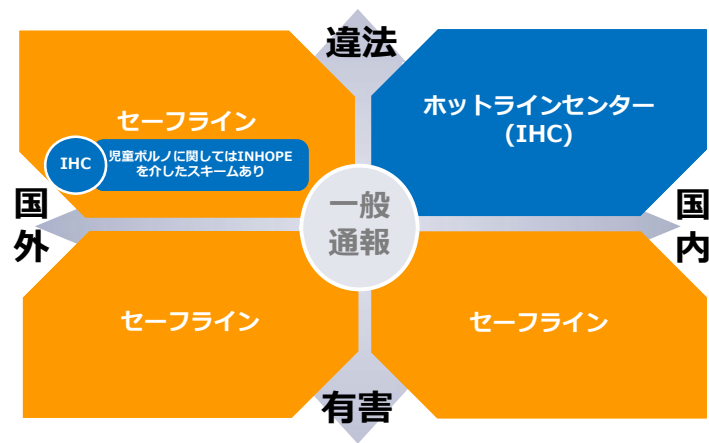 違法
セーフライン
IHC
児童ポルノに関してはINHOPE
を介したスキームあり
ホットラインセンター
(IHC)
国
外
一般
通報
国
内
セーフライン
セーフライン
有害